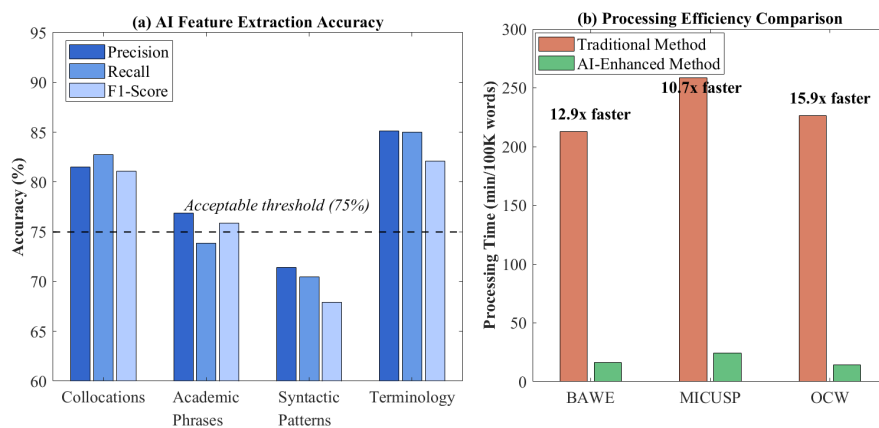 (a) AI Feature Extraction Accuracy
Precision
Recall
F1-Score
Acceptable threshold (75%)
Accuracy (%)
95
90
85
80
75
70
65
60
Collocations
Academic
Phrases
Syntactic
Patterns
Terminology
(b) Processing Efficiency Comparison
Traditional Method
AI-Enhanced Method
12.9x faster
10.7x faster
15.9x faster
Processing Time (min/100K words)
300
250
200
150
100
50
0
BAWE
MICUSP
OCW